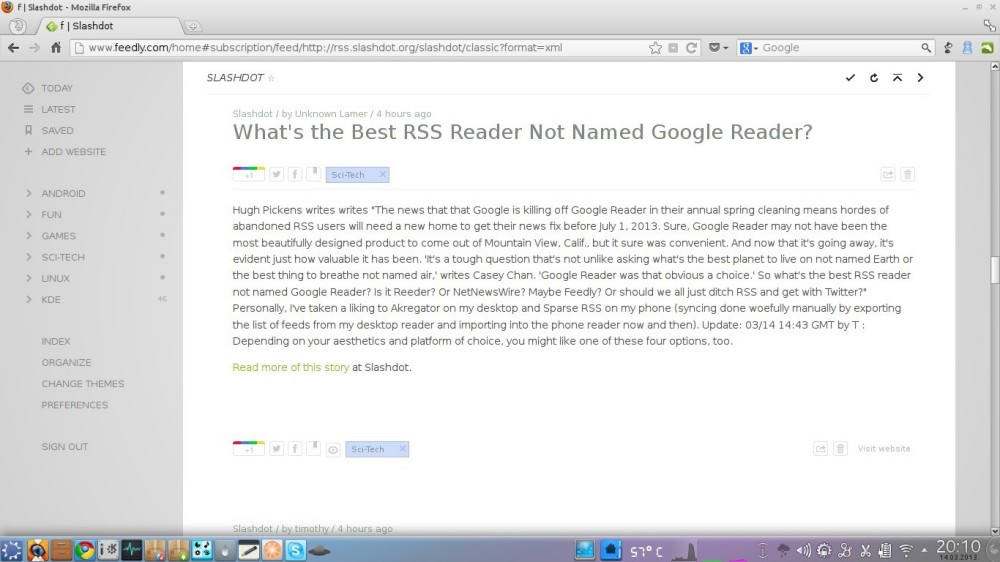 f | Slashdot - Mozilla Firefox
f | Slashdot
www.feedly.com/home#subscription/feed/http://rss.slashdot.org/slashdot/classic?format=xml
Google
TODAY
LATEST
SAVED
ADD WEBSITE
ANDROID
FUN
GAMES
SCI-TECH
LINUX
KDE 46
INDEX
ORGANIZE
CHANGE THEMES
PREFERENCES
SIGN OUT
SLASHDOT
Slashdot / by Unknown Lamer / 4 hours ago
What's the Best RSS Reader Not Named Google Reader?
+1 Sci-Tech
Hugh Pickens writes writes "The news that that Google is killing off Google Reader in their annual spring cleaning means hordes of
abandoned RSS users will need a new home to get their news fix before July 1, 2013. Sure, Google Reader may not have been the
most beautifully designed product to come out of Mountain View, Calif., but it sure was convenient. And now that it's going away, it's
evident just how valuable it has been. 'It's a tough question that's not unlike asking what's the best planet to live on not named Earth or
the best thing to breathe not named air,' writes Casey Chan. 'Google Reader was that obvious a choice.' So what's the best RSS reader
not named Google Reader? Is it Reeder? Or NetNewsWire? Maybe Feedly? Or should we all just ditch RSS and get with Twitter?"
Personally, I've taken a liking to Akregator on my desktop and Sparse RSS on my phone (syncing done woefully manually by exporting
the list of feeds from my desktop reader and importing into the phone reader now and then). Update: 03/14 14:43 GMT by T :
Depending on your aesthetics and platform of choice, you might like one of these four options, too.
Read more of this story at Slashdot.
+1 Sci-Tech Visit website
Slashdot / by timothy / 4 hours ago
57°C
20:10
14.03.2013